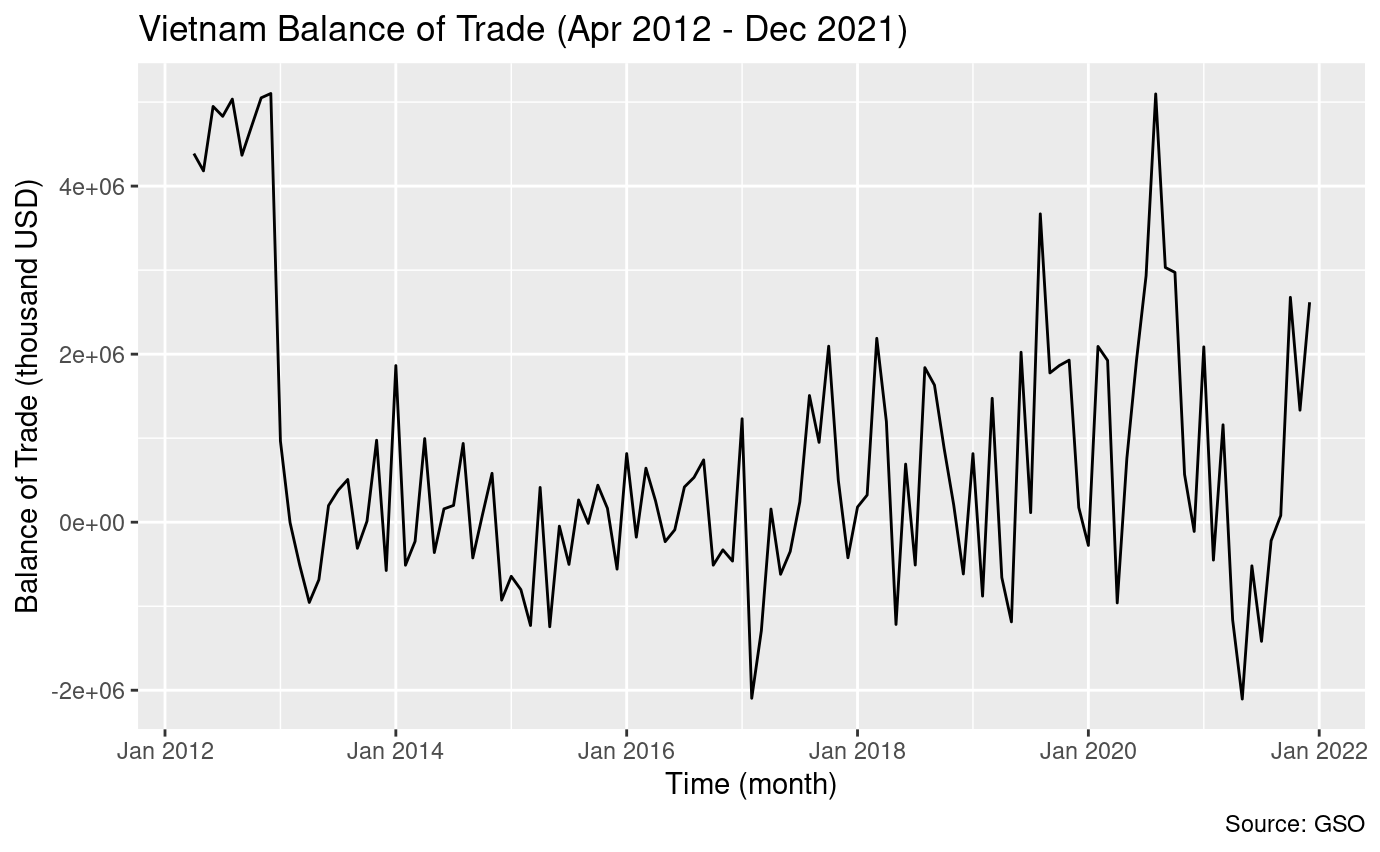 Vietnam Balance of Trade (Apr 2012 - Dec 2021)
Balance of Trade (thousand USD)
4e+06
2e+06
0e+00
-2e+06
Jan 2012 Jan 2014 Jan 2016 Jan 2018 Jan 2020 Jan 2022
Time (month)
Source: GSO